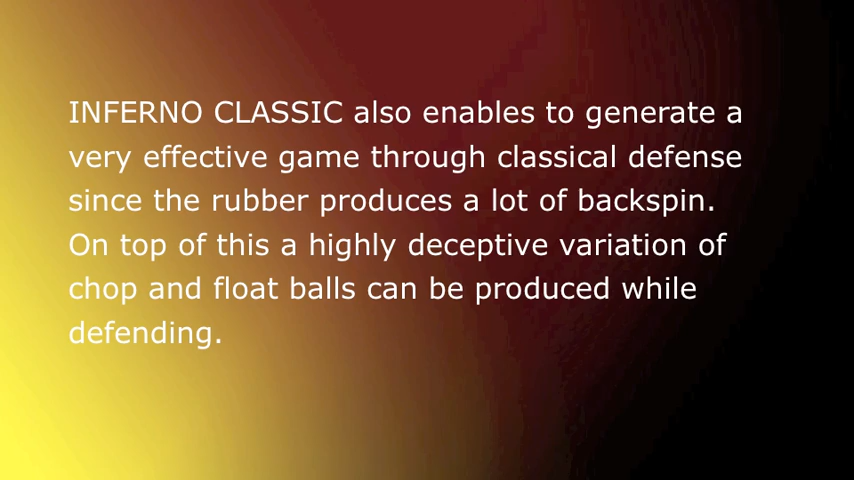 INFERNO CLASSIC also enables to generate a
very effective game through classical defense
since the rubber produces a lot of backspin.
On top of this a highly deceptive variation of
chop and float balls can be produced while
defending.